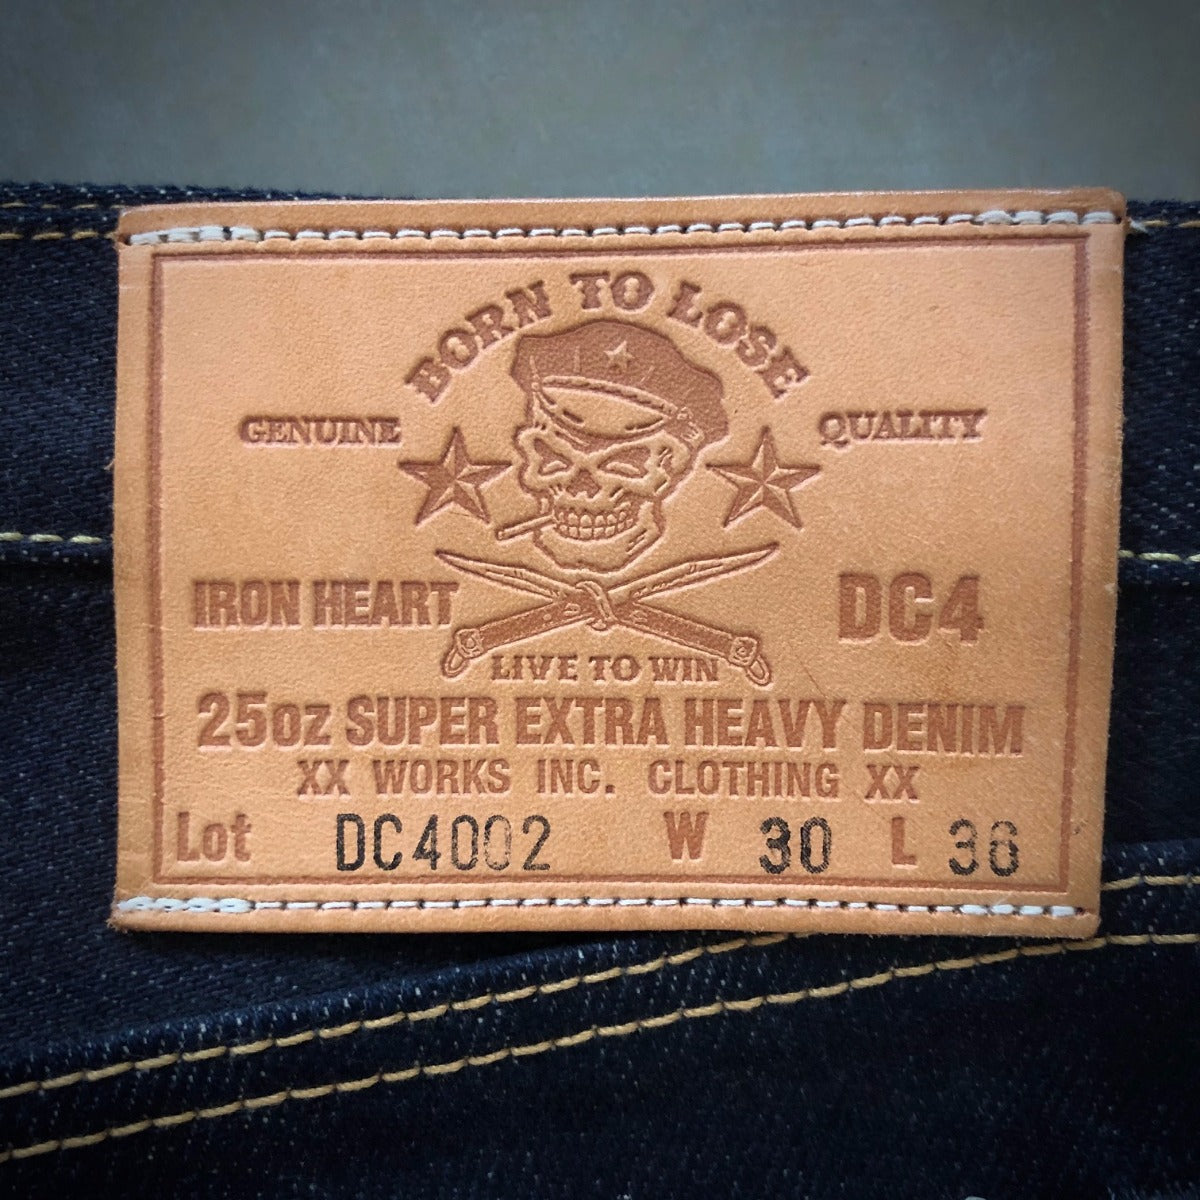 BORN TO LOSE
GENUINE QUALITY
IRON HEART DC4
LIVE TO WIN
25oz SUPER EXTRA HEAVY DENIM
XX WORKS INC. CLOTHING XX
Lot DC4002 W 30 L 36